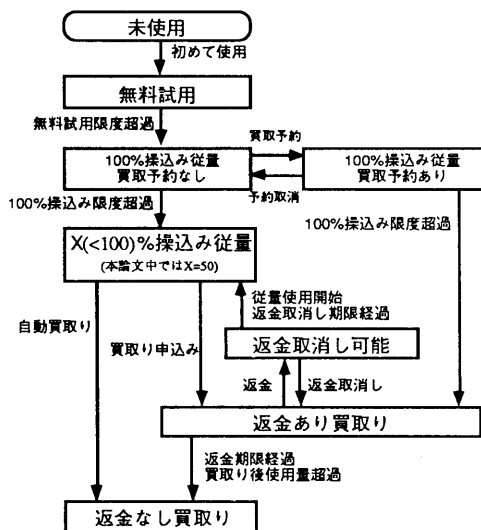 未使用
初めて使用
無料試用
無料試用限度超過
買取予約
100%繰込み従量
買取予約なし
100%繰込み従量
買取予約あり
予約取消
100%繰込み限度超過
100%繰込み限度超過
X(<100)%繰込み従量
(本論文中ではX=50)
従量使用開始
返金取消し期限経過
自動買取り
買取り申込み
返金取消し可能
返金
返金取消し
返金あり買取り
返金期限経過
買取り後使用量超過
返金なし買取り